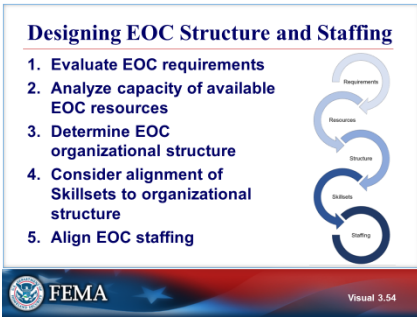 Designing EOC Structure and Staffing
1. Evaluate EOC requirements
2. Analyze capacity of available
EOC resources
3. Determine EOC
organizational structure
4. Consider alignment of
Skillsets to organizational
structure
5. Align EOC staffing
Requirements
Resources
Structure
Skillsets
Staffing
FEMA
Visual 3.54